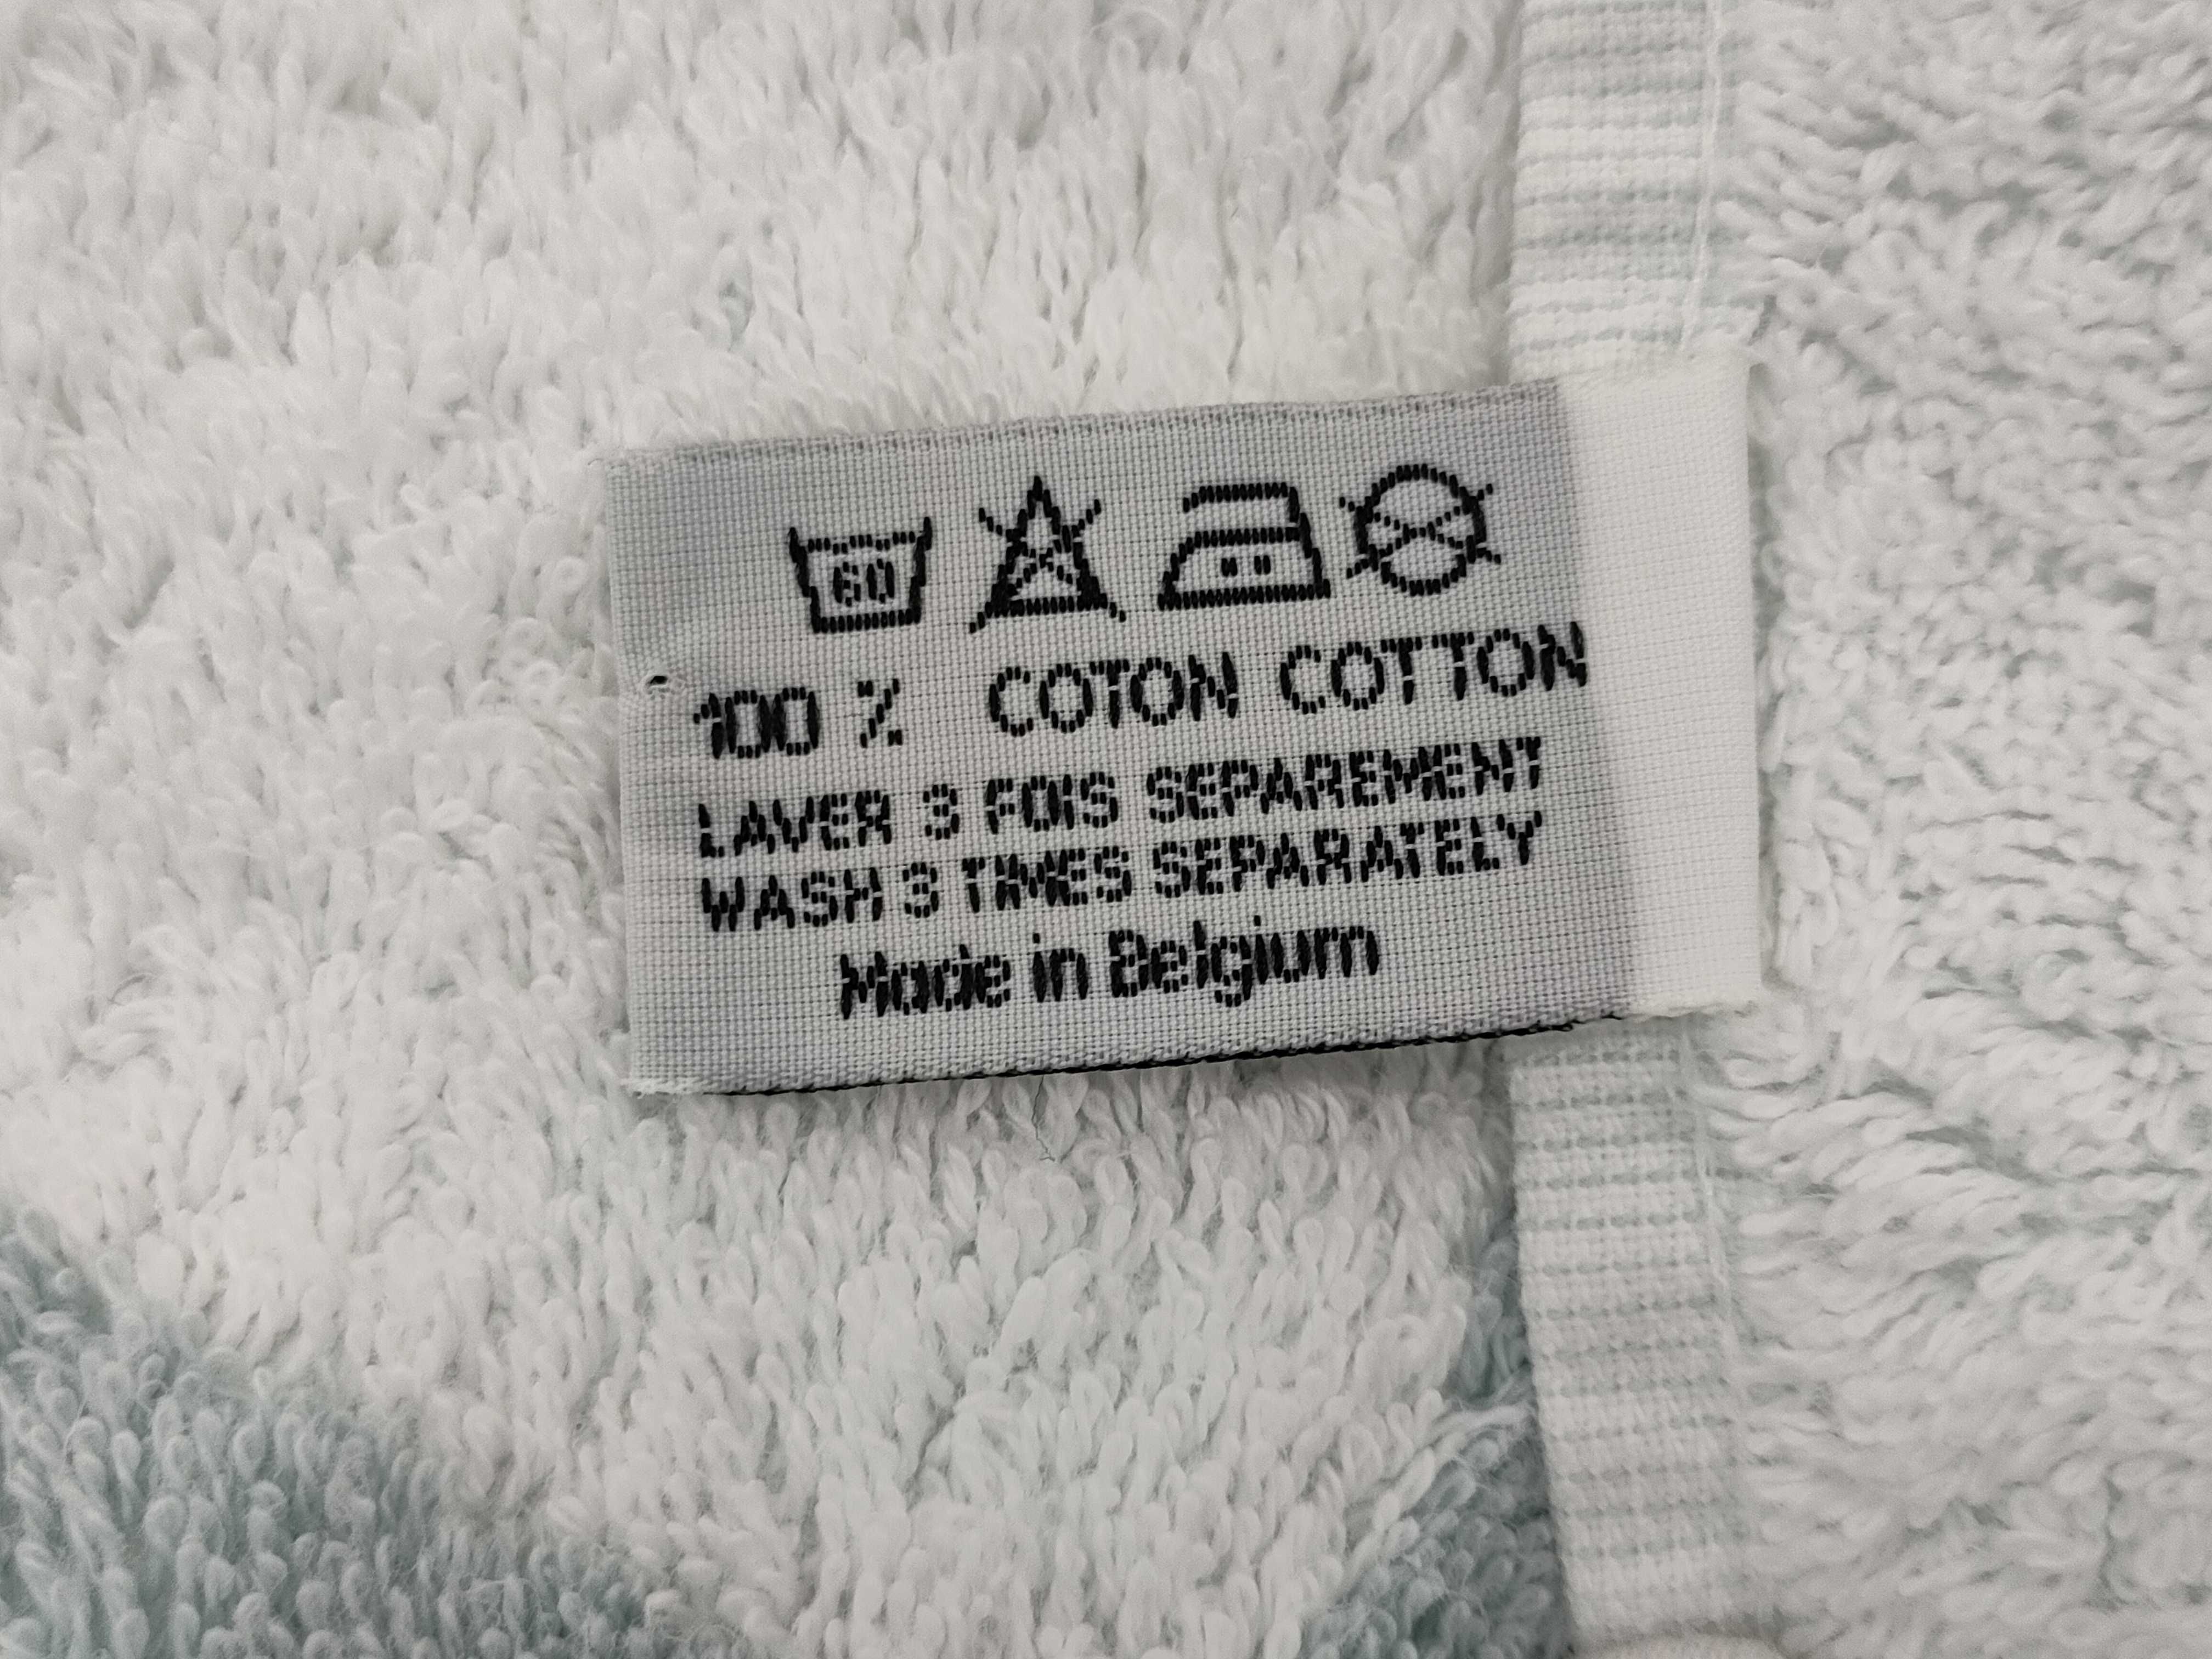 60
100 % COTON COTTON
LAVER 3 FOIS SEPAREMENT
WASH 3 TIMES SEPARATELY
Made in Belgium